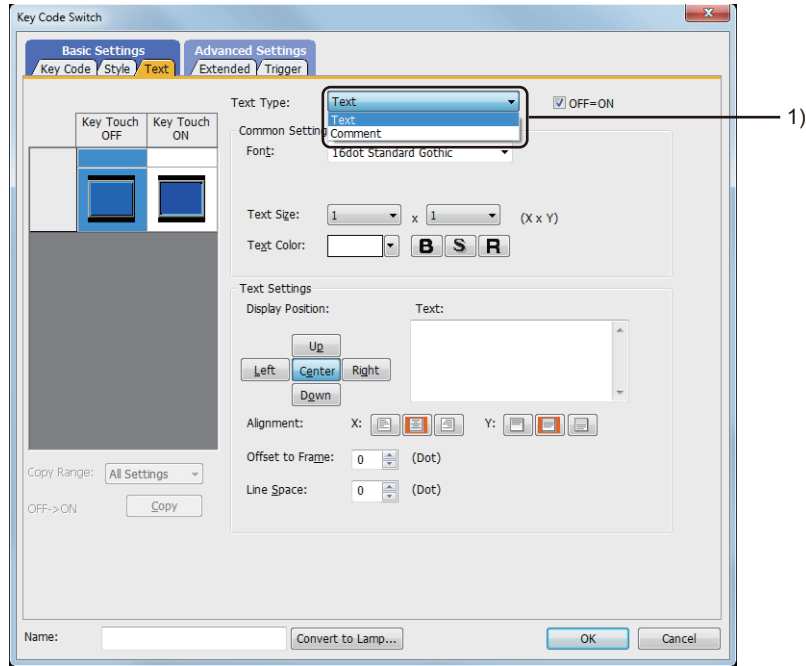 Key Code Switch
Basic Settings
Advanced Settings
Key Code
Style
Text
Extended
Trigger
Key Touch OFF
Key Touch ON
Text Type:
Text
Text
Comment
OFF=ON
1)
Common Setting
Font:
16dot Standard Gothic
Text Size:
1
x
1
(X x Y)
Text Color:
B
S
R
Text Settings
Display Position:
Text:
Up
Left
Center
Right
Down
Alignment:
X:
Y:
Offset to Frame:
0
(Dot)
Line Space:
0
(Dot)
Copy Range:
All Settings
OFF->ON
Copy
Name:
Convert to Lamp...
OK
Cancel